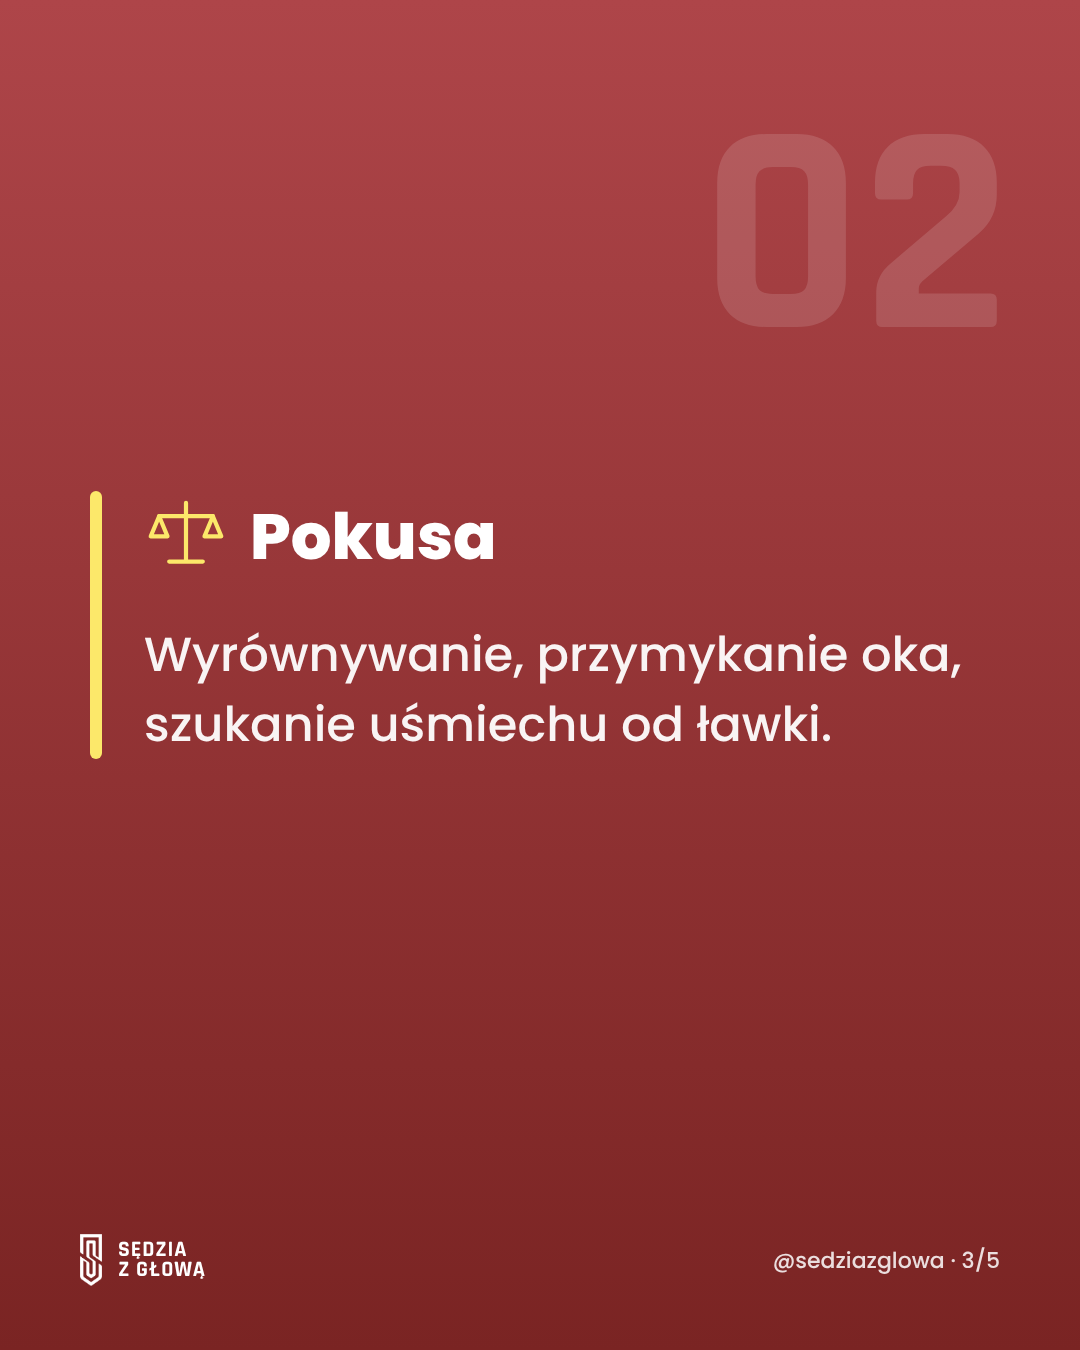 02
Pokusa
Wyrównywanie, przymykanie oka,
szukanie uśmiechu od ławki.
SĘDZIA
Z GŁOWĄ
@sedziazglowa · 3/5